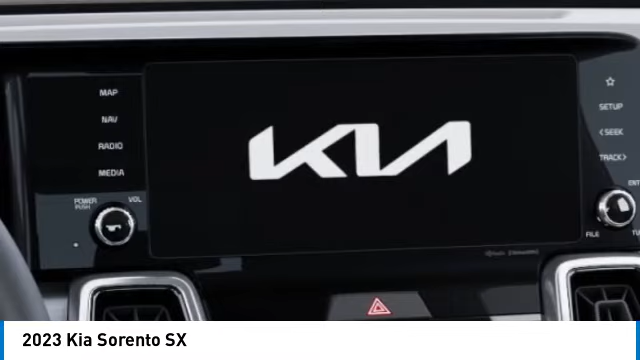 MAP
NAV
RADIO
MEDIA
POWER
PUSH
VOL
KIA
☆
SETUP
< SEEK
TRACK >
FILE
2023 Kia Sorento SX